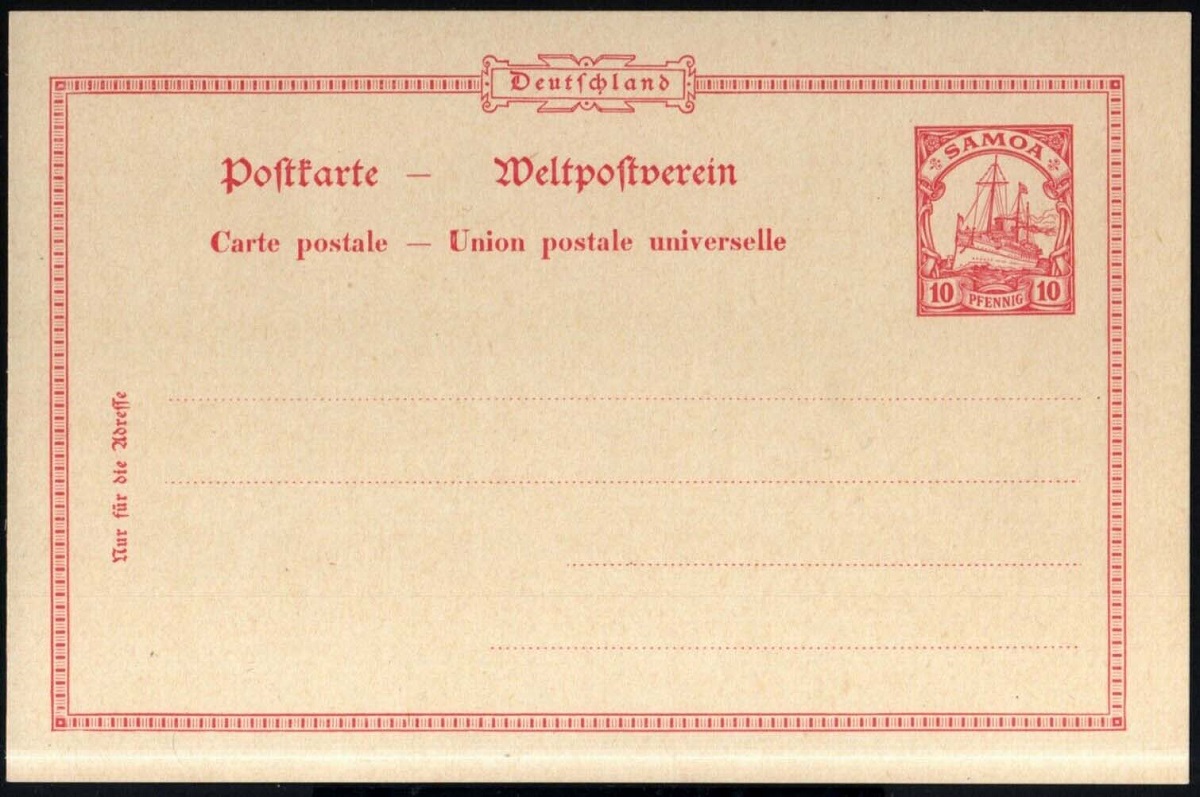 Deutschland
Postkarte — Weltpostverein
Carte postale — Union postale universelle
SAMOA
10 PFENNIG 10
Nur für die Adresse